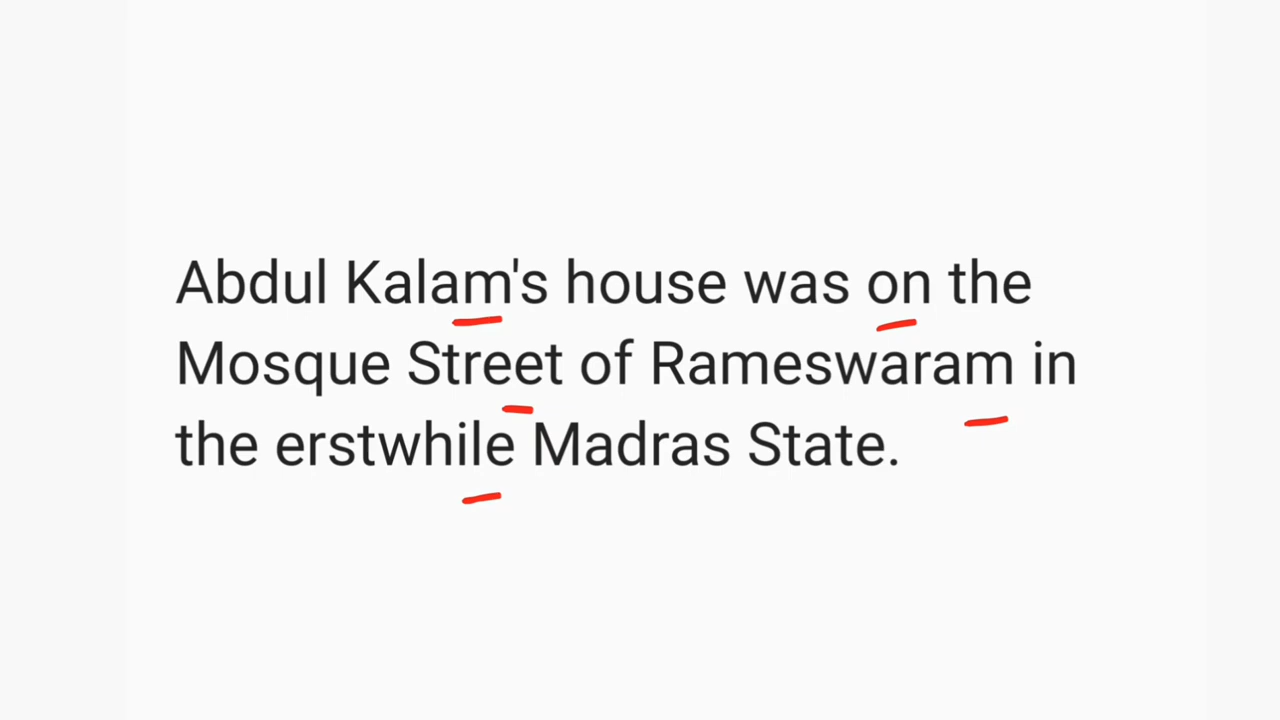 Abdul Kalam's house was on the
Mosque Street of Rameswaram in
the erstwhile Madras State.